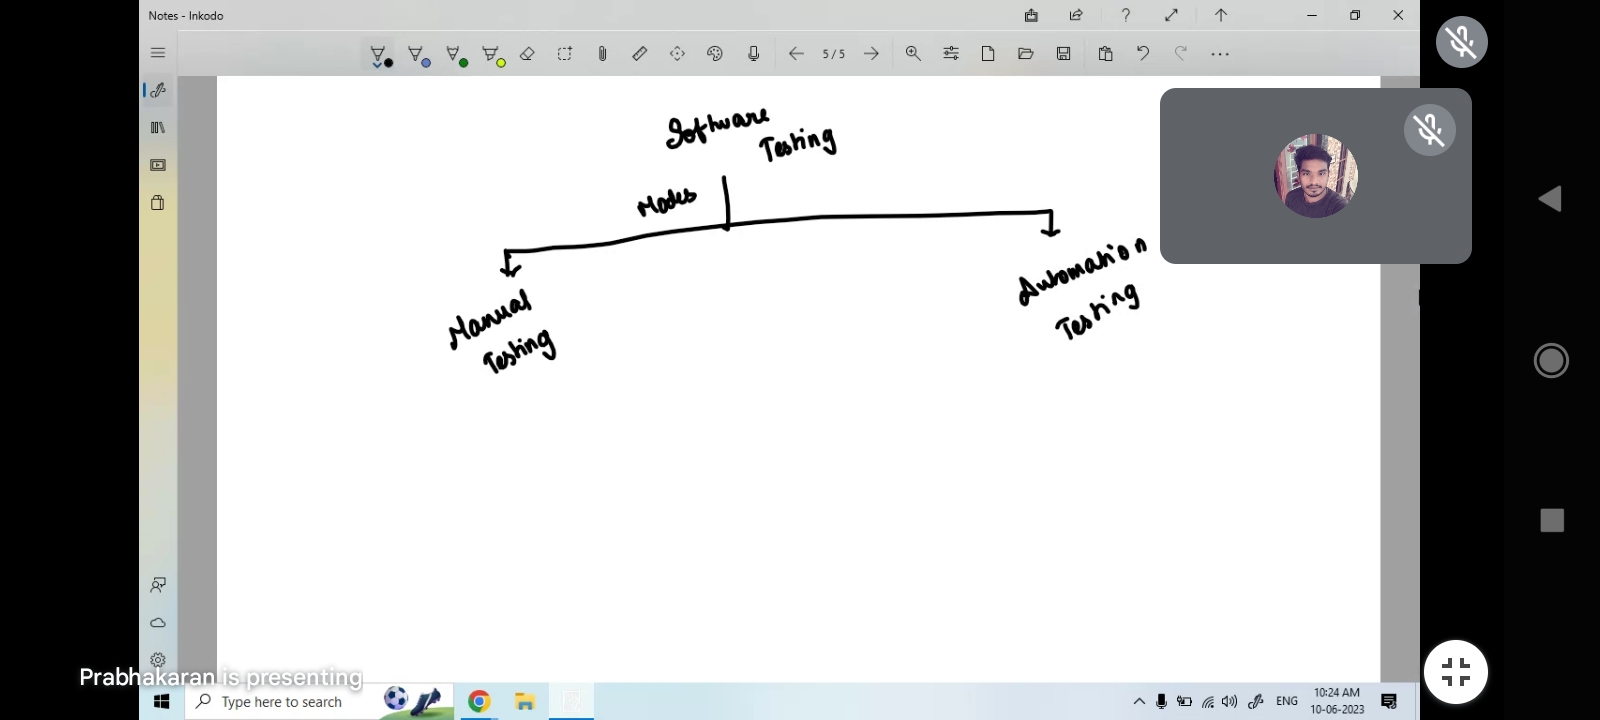 Notes - Inkodo
5 / 5
Software
Testing
Modes
Manual
Testing
Automation
Testing
Prabhakaran is presenting
Type here to search
ENG
10:24 AM
10-06-2023